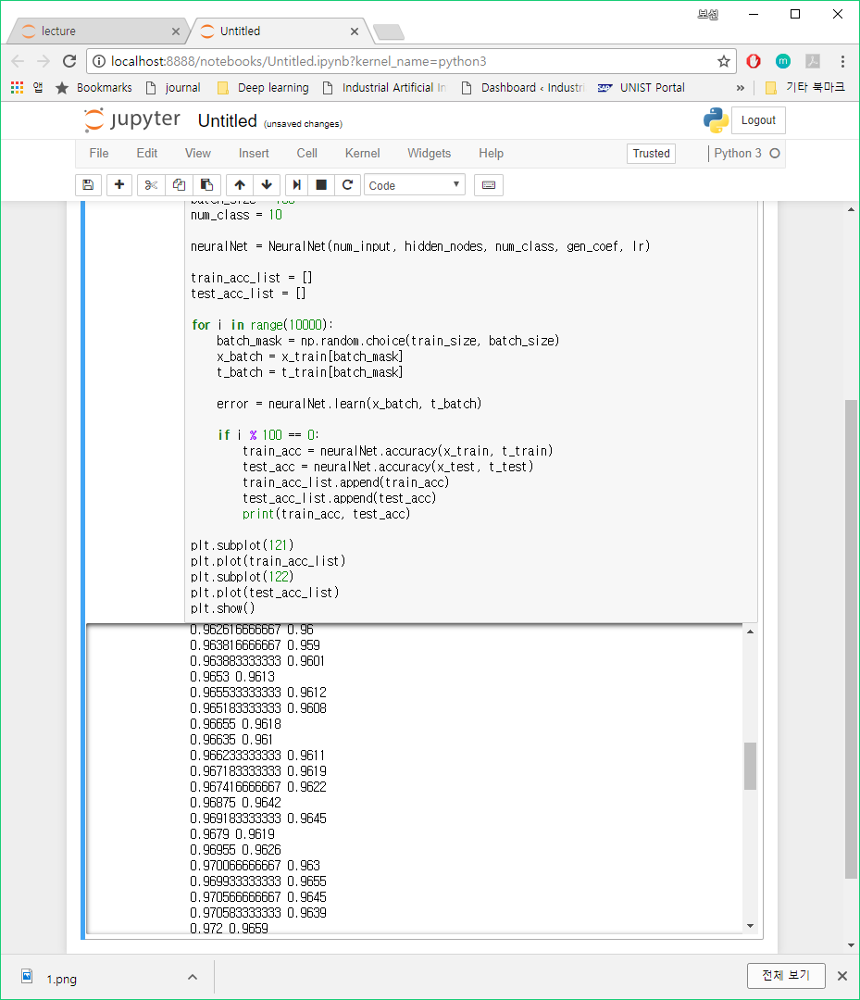 보선
lecture
Untitled
localhost:8888/notebooks/Untitled.ipynb?kernel_name=python3
앱 Bookmarks journal Deep learning Industrial Artificial In Dashboard ‹ Industri UNIST Portal » 기타 북마크
jupyter Untitled (unsaved changes) Logout
File Edit View Insert Cell Kernel Widgets Help Trusted Python 3
Code
batch_size = 100
num_class = 10
neuralNet = NeuralNet(num_input, hidden_nodes, num_class, gen_coef, lr)
train_acc_list = []
test_acc_list = []
for i in range(10000):
batch_mask = np.random.choice(train_size, batch_size)
x_batch = x_train[batch_mask]
t_batch = t_train[batch_mask]
error = neuralNet.learn(x_batch, t_batch)
if i % 100 == 0:
train_acc = neuralNet.accuracy(x_train, t_train)
test_acc = neuralNet.accuracy(x_test, t_test)
train_acc_list.append(train_acc)
test_acc_list.append(test_acc)
print(train_acc, test_acc)
plt.subplot(121)
plt.plot(train_acc_list)
plt.subplot(122)
plt.plot(test_acc_list)
plt.show()
0.962616666667 0.96
0.963816666667 0.959
0.963883333333 0.9601
0.9653 0.9613
0.965533333333 0.9612
0.965183333333 0.9608
0.96655 0.9618
0.96635 0.961
0.966233333333 0.9611
0.967183333333 0.9619
0.967416666667 0.9622
0.96875 0.9642
0.969183333333 0.9645
0.9679 0.9619
0.96955 0.9626
0.970066666667 0.963
0.969933333333 0.9655
0.970566666667 0.9645
0.970583333333 0.9639
0.972 0.9659
1.png
전체 보기